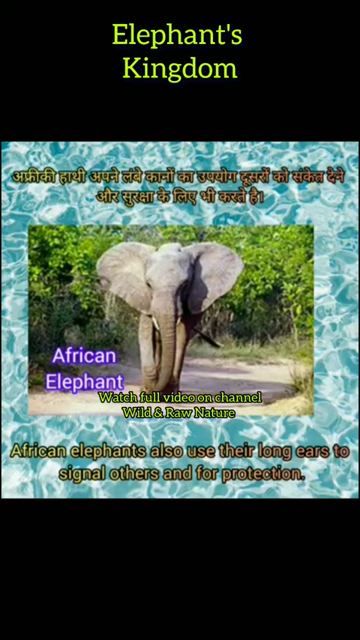 Elephant's
Kingdom
अफ्रीकी हाथी अपने लंबे कानों का उपयोग दूसरों को संकेत देने
और सुरक्षा के लिए भी करते है।
African
Elephant
Watch full video on channel
Wild & Raw Nature
African elephants also use their long ears to
signal others and for protection.